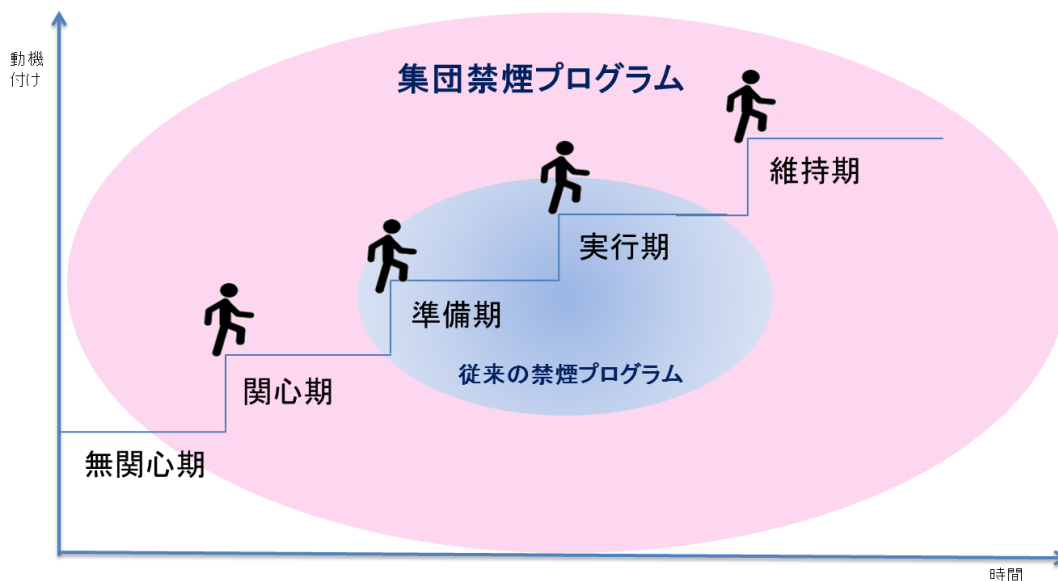 動機
付け
集団禁煙プログラム
維持期
実行期
準備期
従来の禁煙プログラム
関心期
無関心期
時間